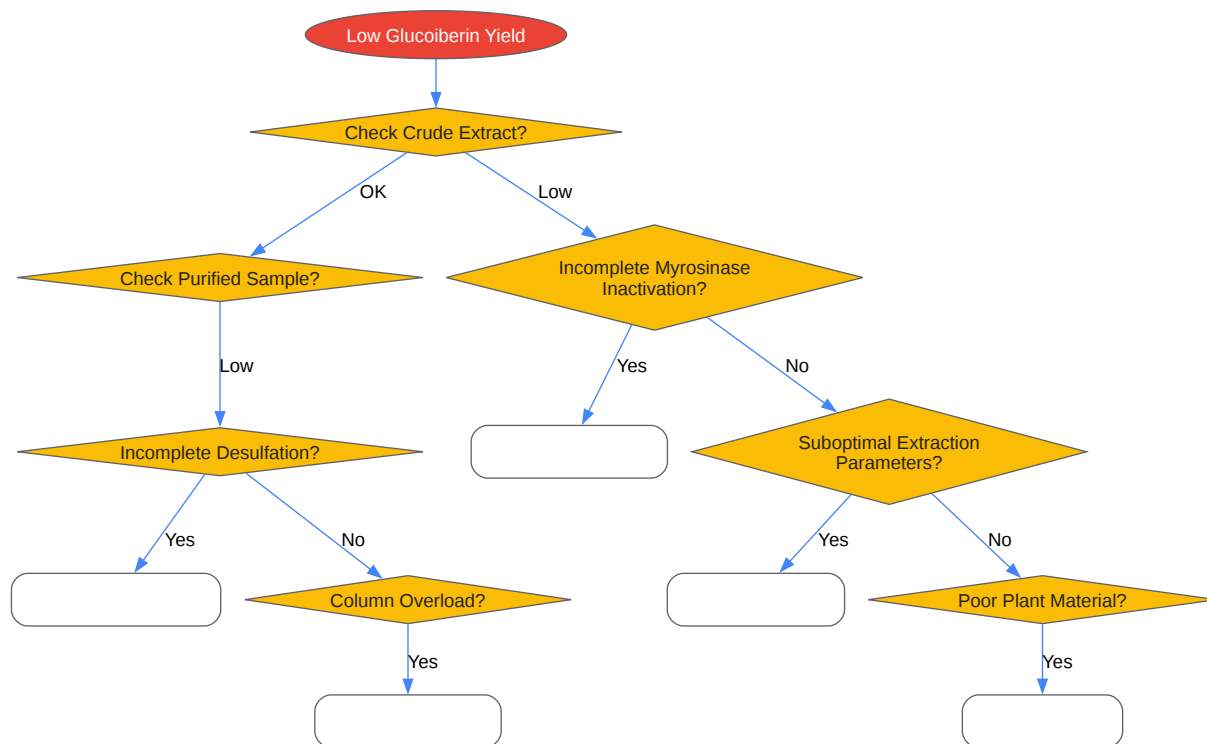 Low Glucoiberin Yield
Check Crude Extract?
OK
Low
Check Purified Sample?
Incomplete Myrosinase
Inactivation?
Low
Yes
No
Incomplete Desulfation?
Suboptimal Extraction
Parameters?
Yes
No
Yes
No
Column Overload?
Poor Plant Material?
Yes
Yes